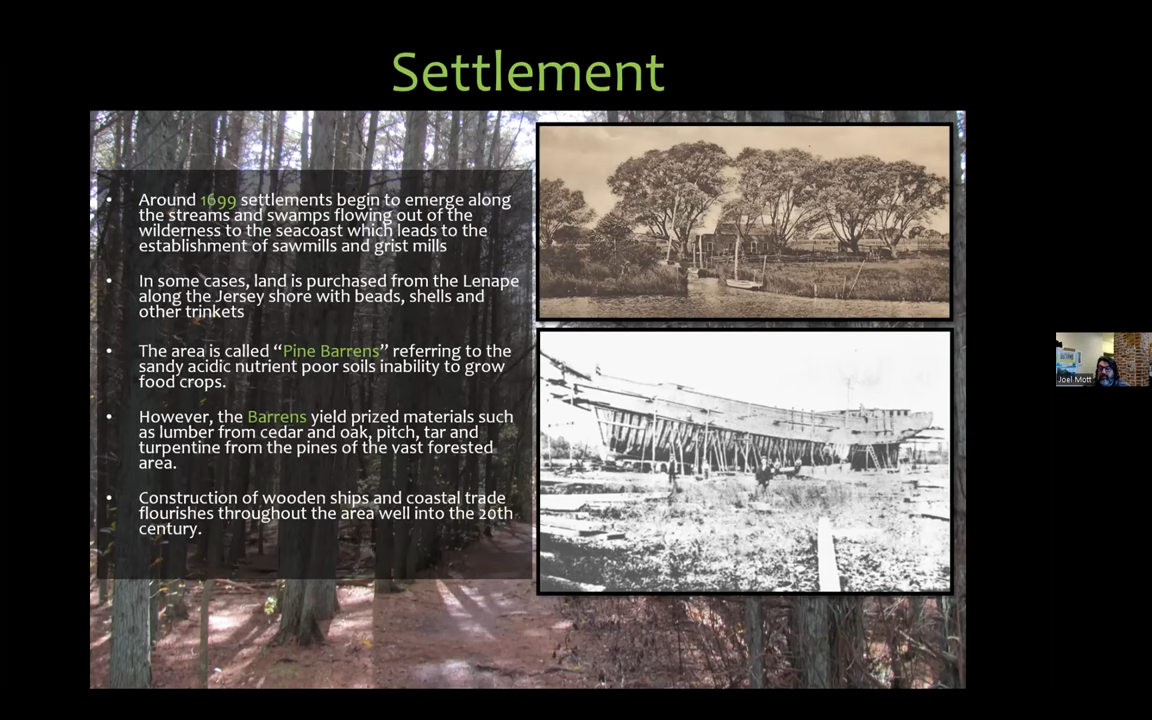 Settlement
• Around 1699 settlements begin to emerge along
the streams and swamps flowing out of the
wilderness to the seacoast which leads to the
establishment of sawmills and grist mills
• In some cases, land is purchased from the Lenape
along the Jersey shore with beads, shells and
other trinkets
• The area is called “Pine Barrens” referring to the
sandy acidic nutrient poor soils inability to grow
food crops.
• However, the Barrens yield prized materials such
as lumber from cedar and oak, pitch, tar and
turpentine from the pines of the vast forested
area.
• Construction of wooden ships and coastal trade
flourishes throughout the area well into the 20th
century.
Joel Mott